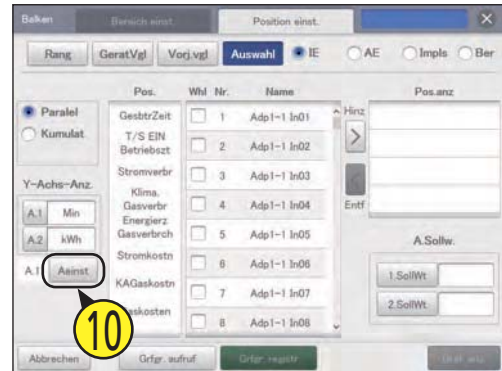 Balken
Bereich einst.
Position einst.
Rang
GerätVgl
Vorj.vgl
Auswahl
IE
AE
Impls
Ber
Pos.
Whl
Nr.
Name
Pos.anz
Paralel
Kumulat
GesbtrZeit
T/S EIN
Betriebszt
Stromverbr
Klima.
Gasverbr
Energierz
Gasverbrch
Stromkostn
KAGaskostn
askosten
1
Adp1-1 In01
2
Adp1-1 In02
3
Adp1-1 In03
4
Adp1-1 In04
5
Adp1-1 In05
6
Adp1-1 In06
7
Adp1-1 In07
8
Adp1-1 In08
Hinz
>
<
Entf
Y-Achs-Anz.
A.1
Min
A.2
kWh
A.1
Aeinst
10
A.Sollw.
1.SollWt
2.SollWt
Abbrechen
Grfgr. aufruf
Grfgr. registr